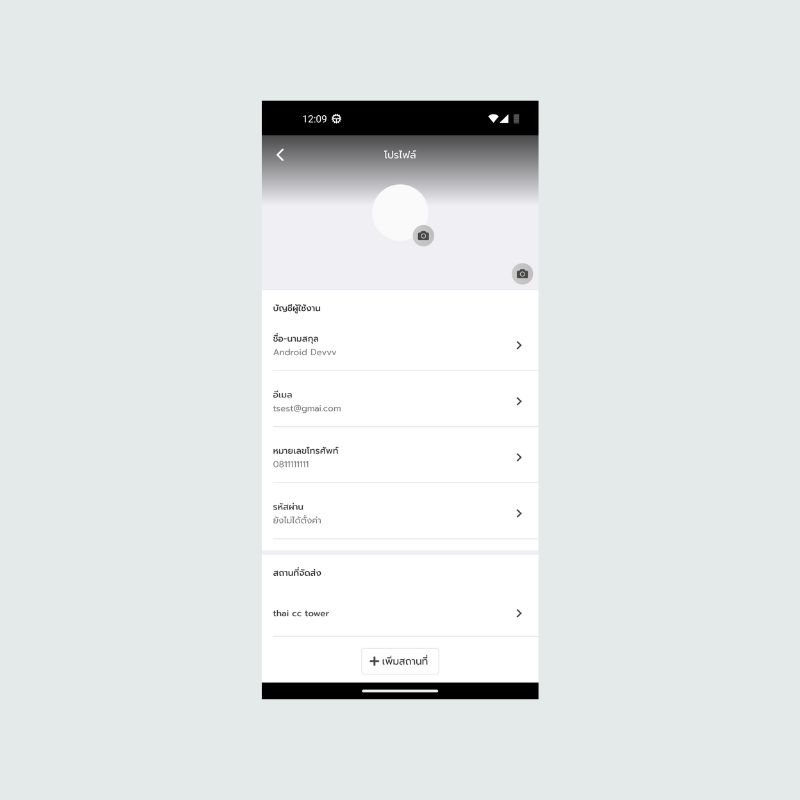 12:09
โปรไฟล์
บัญชีผู้ใช้งาน
ชื่อ-นามสกุล
Android Devvv
อีเมล
tsest@gmai.com
หมายเลขโทรศัพท์
0811111111
รหัสผ่าน
ยังไม่ได้ตั้งค่า
สถานที่จัดส่ง
thai cc tower
เพิ่มสถานที่